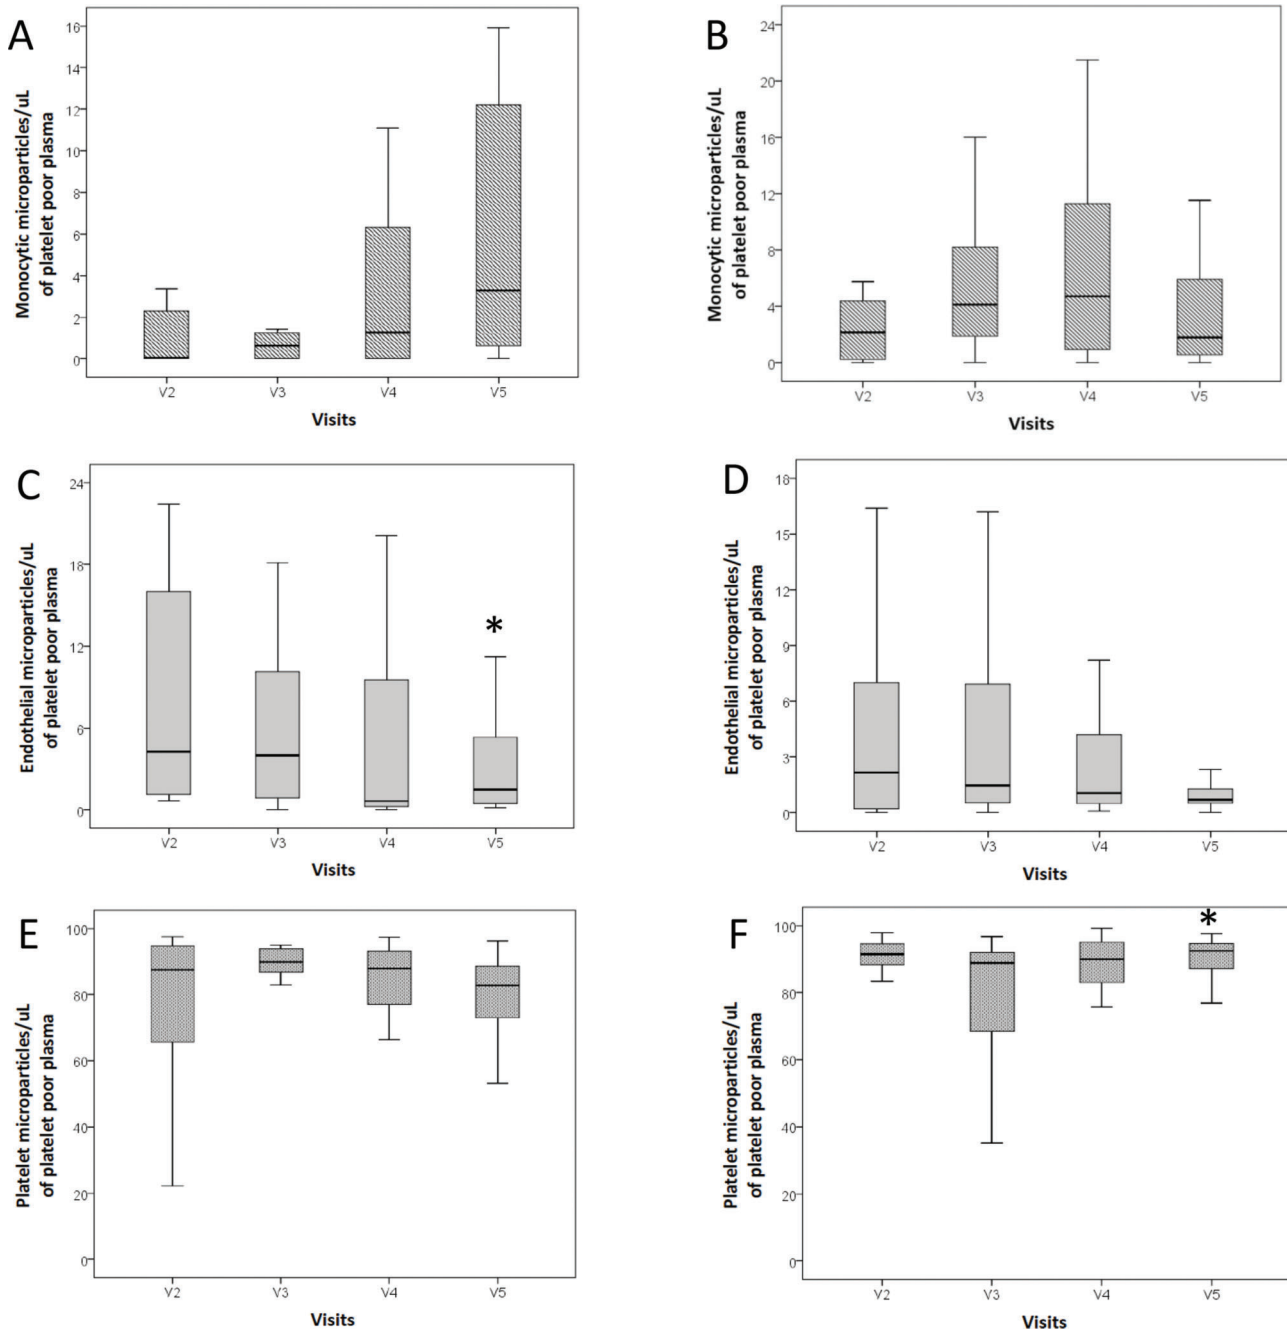 A
Monocytic microparticles/uL
of platelet poor plasma
16
14
12
10
8
6
4
2
0
V2 V3 V4 V5
Visits
B
Monocytic microparticles/uL
of platelet poor plasma
24
20
16
12
8
4
0
V2 V3 V4 V5
Visits
C
Endothelial microparticles/uL
of platelet poor plasma
24
18
12
6
0
*
V2 V3 V4 V5
Visits
D
Endothelial microparticles/uL
of platelet poor plasma
18
15
12
9
6
3
0
V2 V3 V4 V5
Visits
E
Platelet microparticles/uL
of platelet poor plasma
100
80
60
40
20
0
V2 V3 V4 V5
Visits
F
Platelet microparticles/uL
of platelet poor plasma
100
80
60
40
20
0
*
V2 V3 V4 V5
Visits